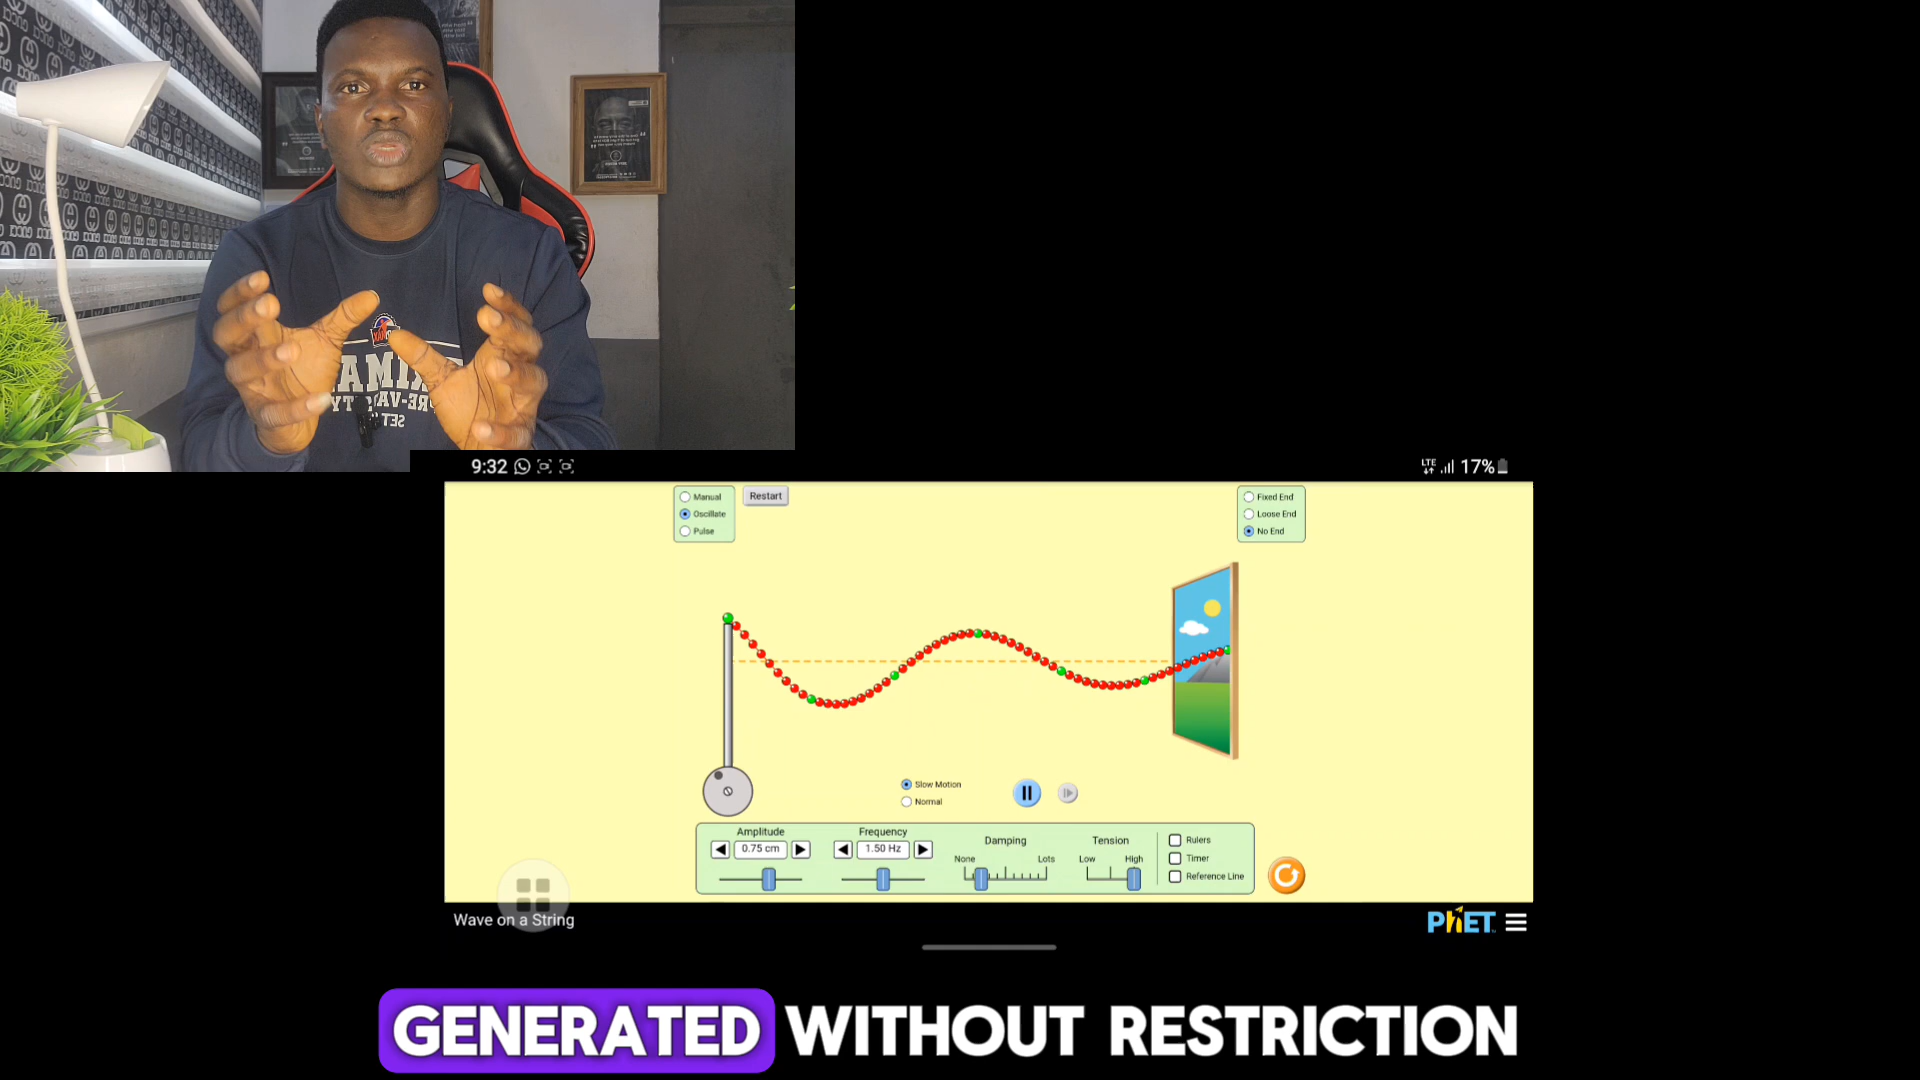 9:32
LTE
17%
Manual
Oscillate
Pulse
Restart
Fixed End
Loose End
No End
Slow Motion
Normal
Amplitude
0.75 cm
Frequency
1.50 Hz
Damping
None
Lots
Tension
Low
High
Rulers
Timer
Reference Line
Wave on a String
PhET
GENERATED WITHOUT RESTRICTION